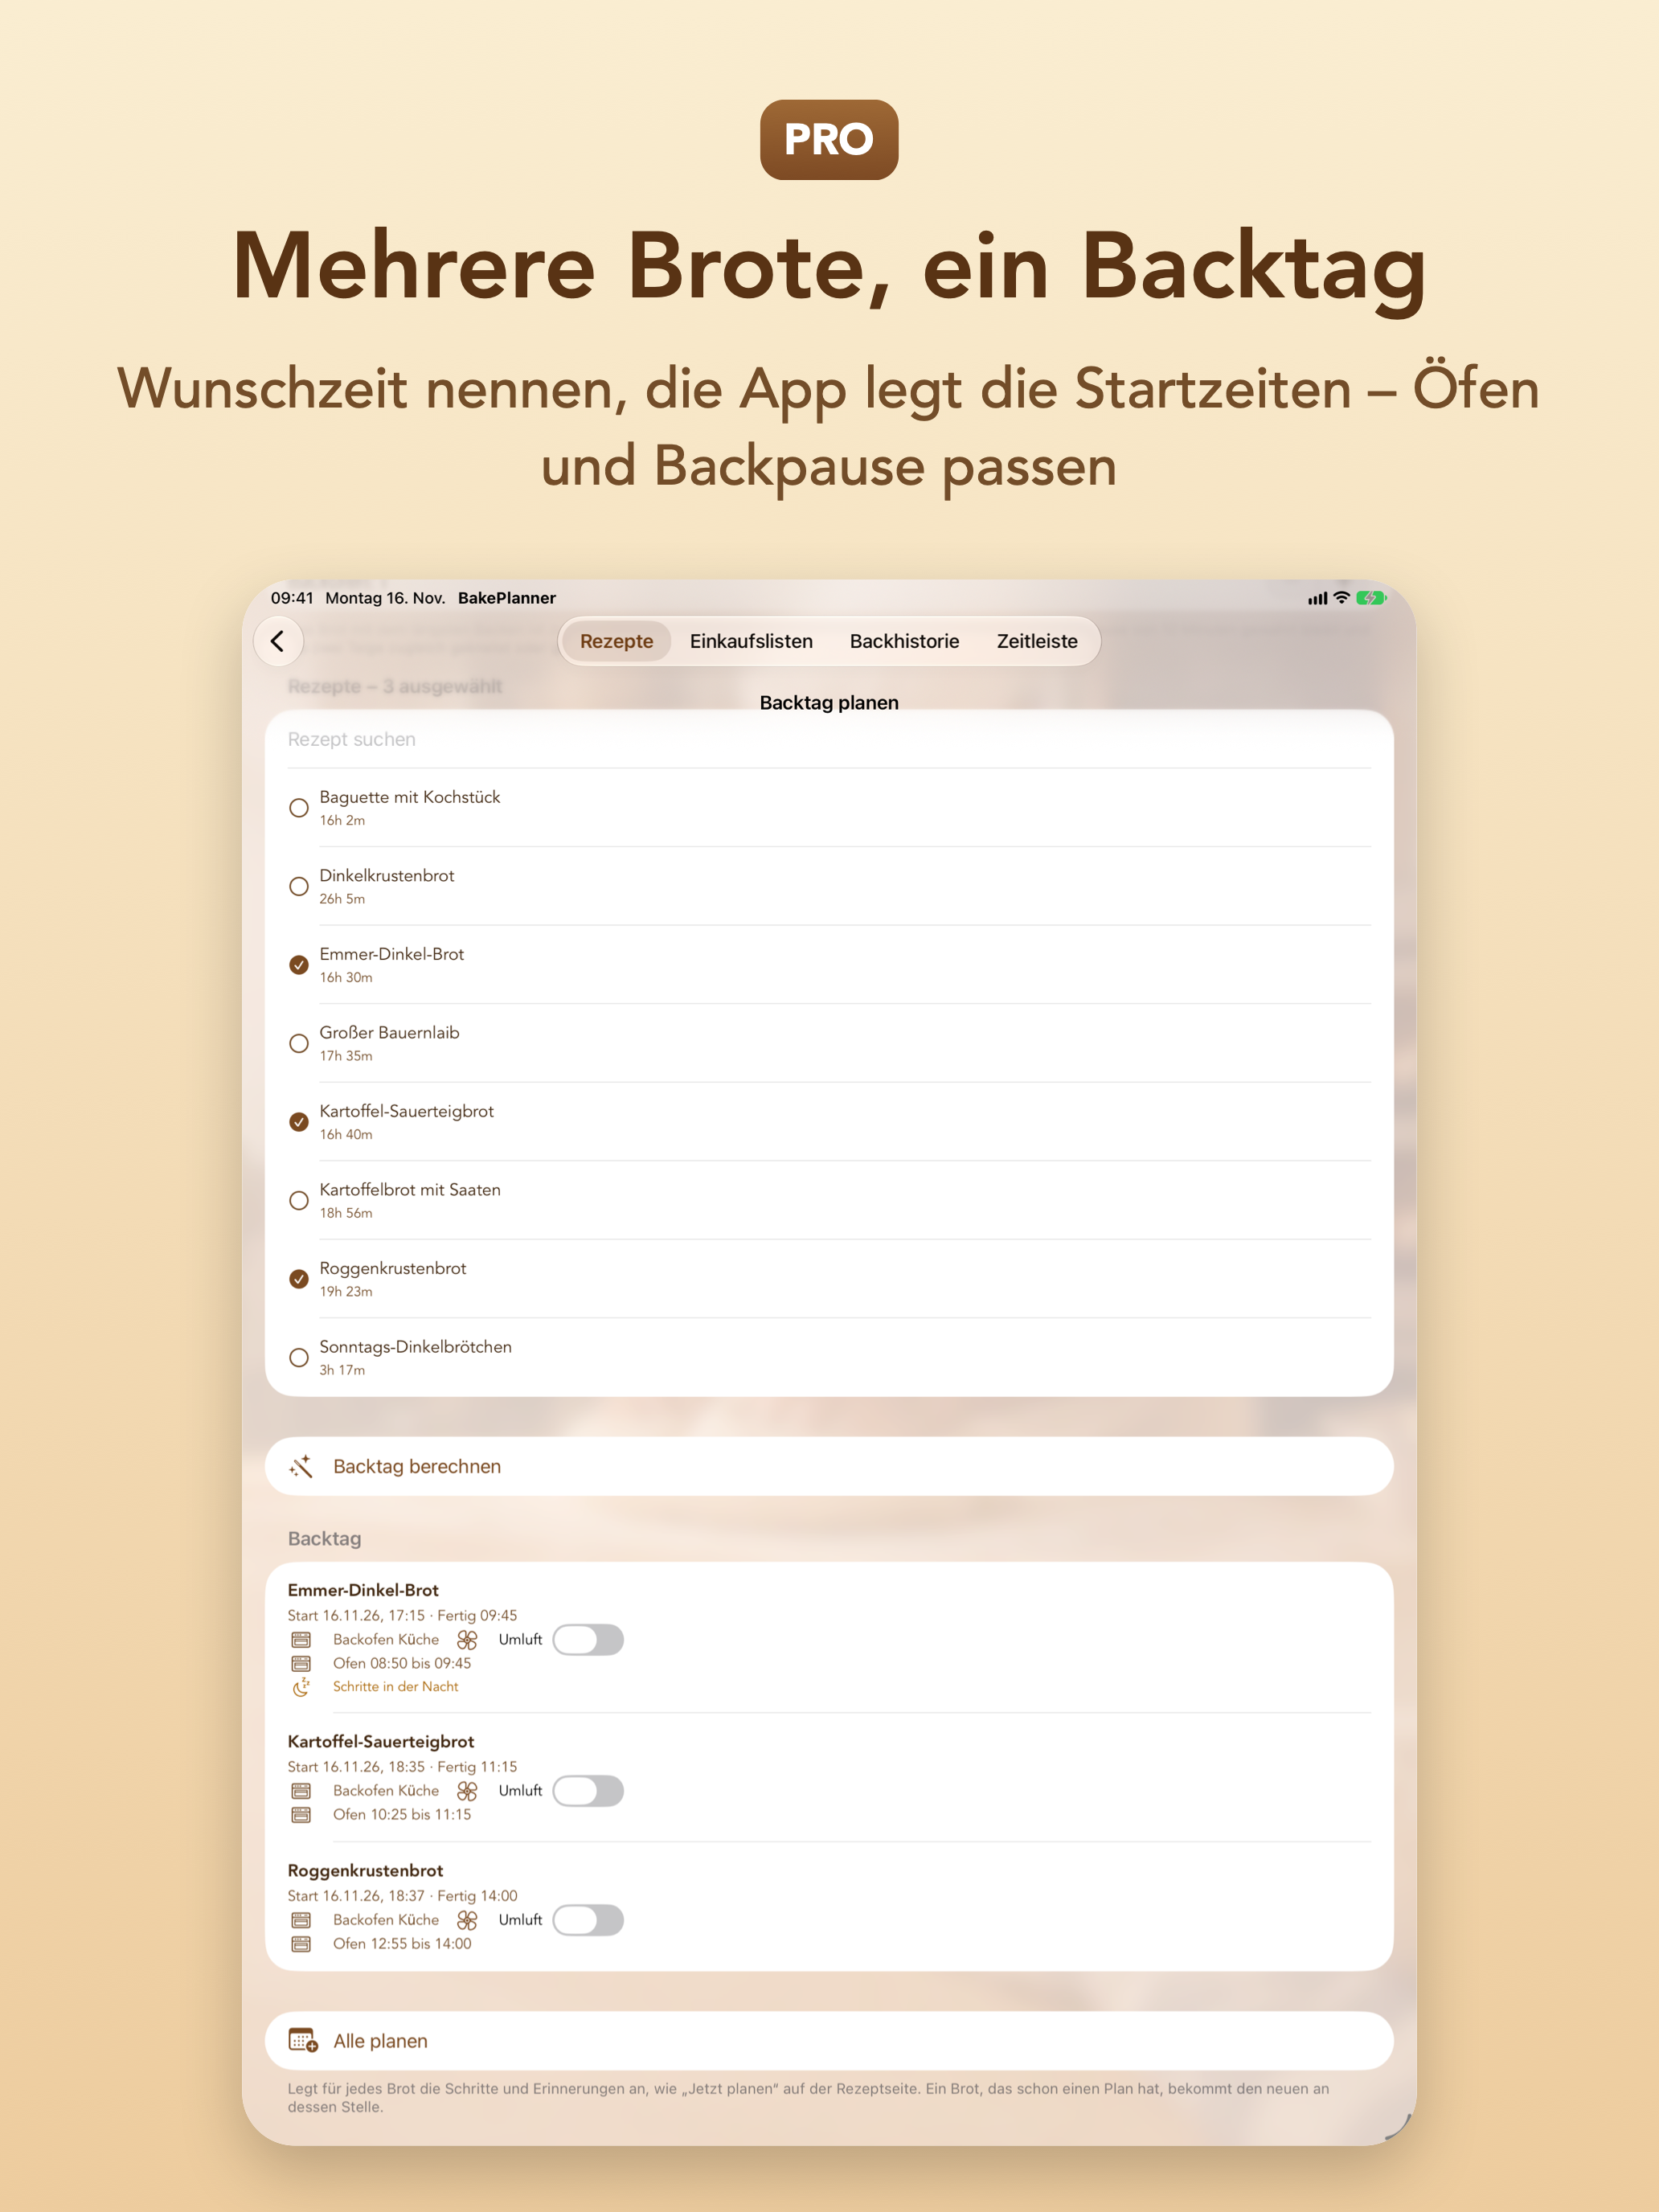 PRO
Mehrere Brote, ein Backtag
Wunschzeit nennen, die App legt die Startzeiten – Öfen
und Backpause passen
09:41 Montag 16. Nov. BakePlanner
Rezepte Einkaufslisten Backhistorie Zeitleiste
Rezepte – 3 ausgewählt
Backtag planen
Rezept suchen
Baguette mit Kochstück
16h 2m
Dinkelkrustenbrot
26h 5m
Emmer-Dinkel-Brot
16h 30m
Großer Bauernlaib
17h 35m
Kartoffel-Sauerteigbrot
16h 40m
Kartoffelbrot mit Saaten
18h 56m
Roggenkrustenbrot
19h 23m
Sonntags-Dinkelbrötchen
3h 17m
Backtag berechnen
Backtag
Emmer-Dinkel-Brot
Start 16.11.26, 17:15 · Fertig 09:45
Backofen Küche Umluft
Ofen 08:50 bis 09:45
Schritte in der Nacht
Kartoffel-Sauerteigbrot
Start 16.11.26, 18:35 · Fertig 11:15
Backofen Küche Umluft
Ofen 10:25 bis 11:15
Roggenkrustenbrot
Start 16.11.26, 18:37 · Fertig 14:00
Backofen Küche Umluft
Ofen 12:55 bis 14:00
Alle planen
Legt für jedes Brot die Schritte und Erinnerungen an, wie „Jetzt planen“ auf der Rezeptseite. Ein Brot, das schon einen Plan hat, bekommt den neuen an
dessen Stelle.